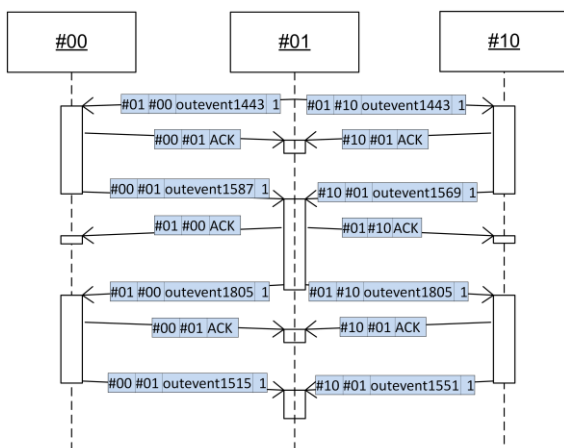 #00 #01 #10
#01 #00 outevent1443 1 #01 #10 outevent1443 1
#00 #01 ACK #10 #01 ACK
#00 #01 outevent1587 1 #10 #01 outevent1569 1
#01 #00 ACK #01 #10 ACK
#01 #00 outevent1805 1 #01 #10 outevent1805 1
#00 #01 ACK #10 #01 ACK
#00 #01 outevent1515 1 #10 #01 outevent1551 1